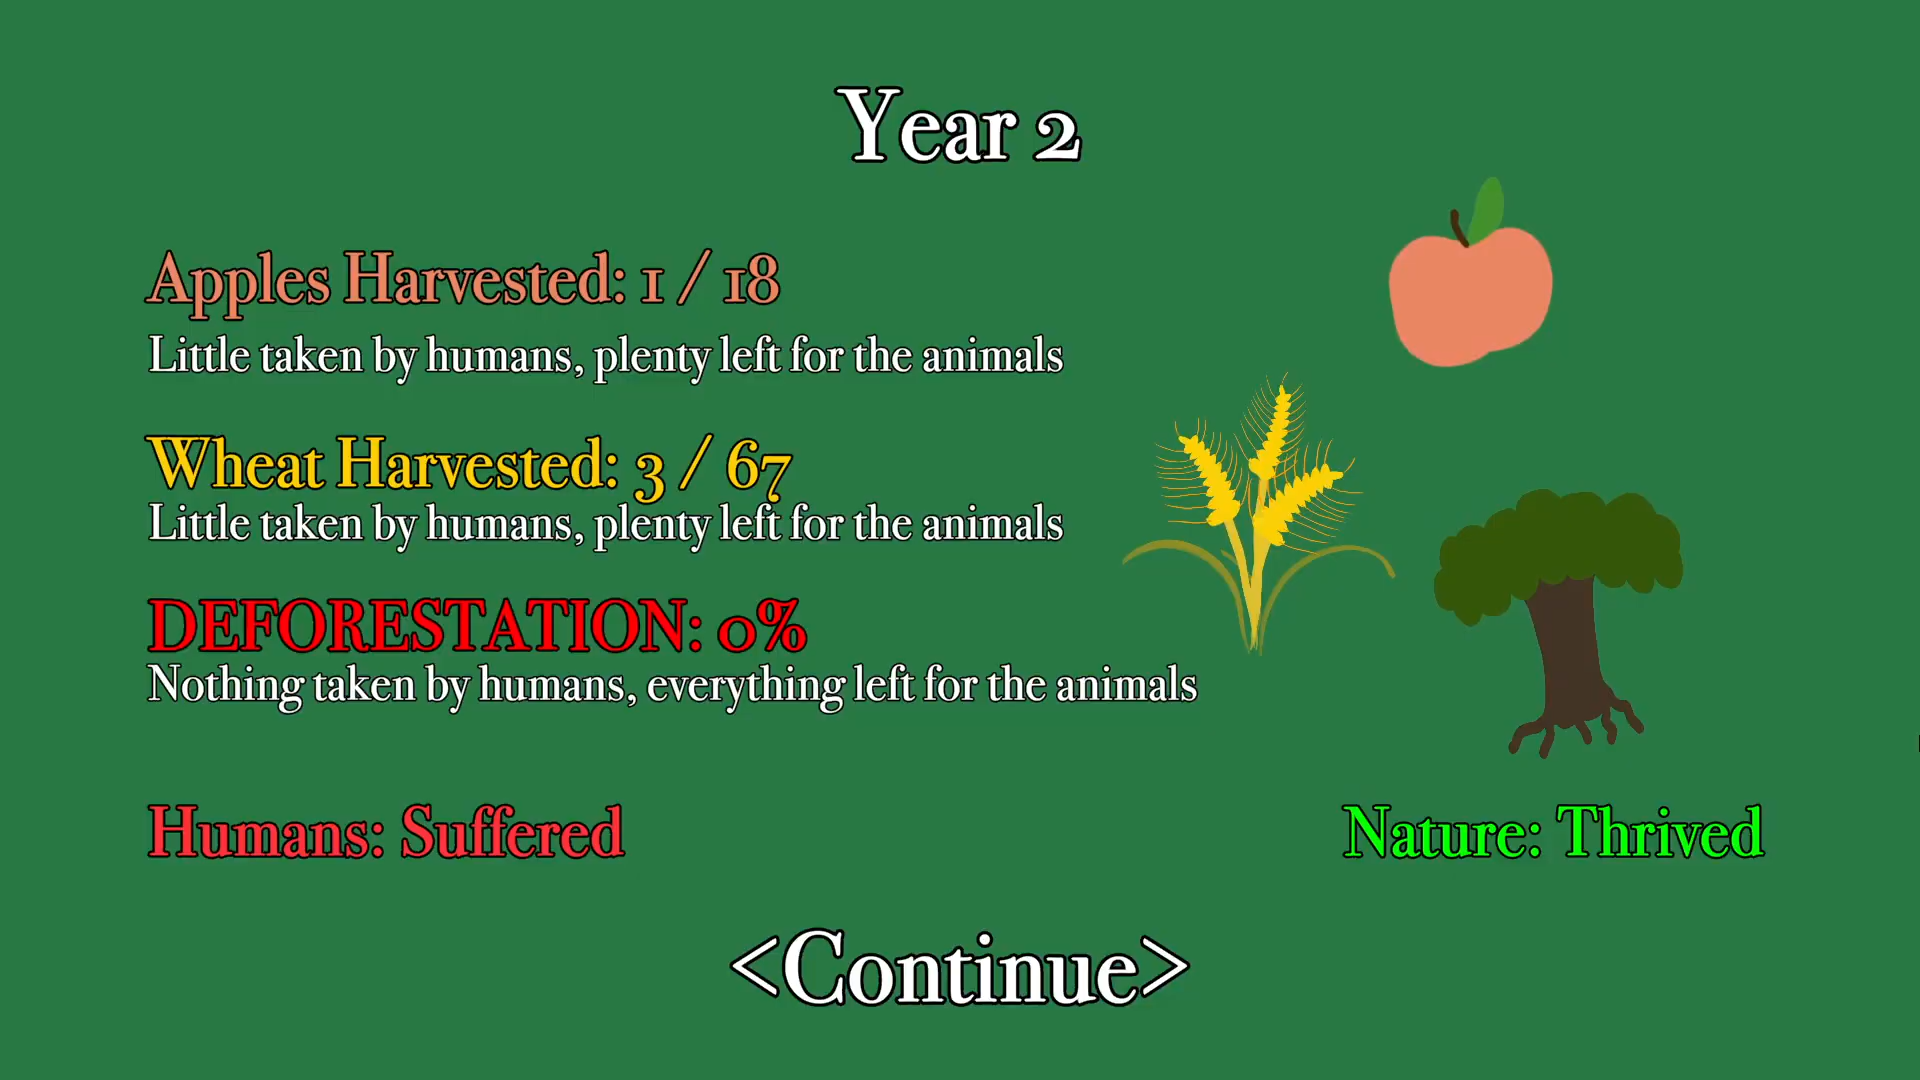 Year 2
Apples Harvested: 1 / 18
Little taken by humans, plenty left for the animals
Wheat Harvested: 3 / 67
Little taken by humans, plenty left for the animals
DEFORESTATION: 0%
Nothing taken by humans, everything left for the animals
Humans: Suffered
Nature: Thrived
<Continue>